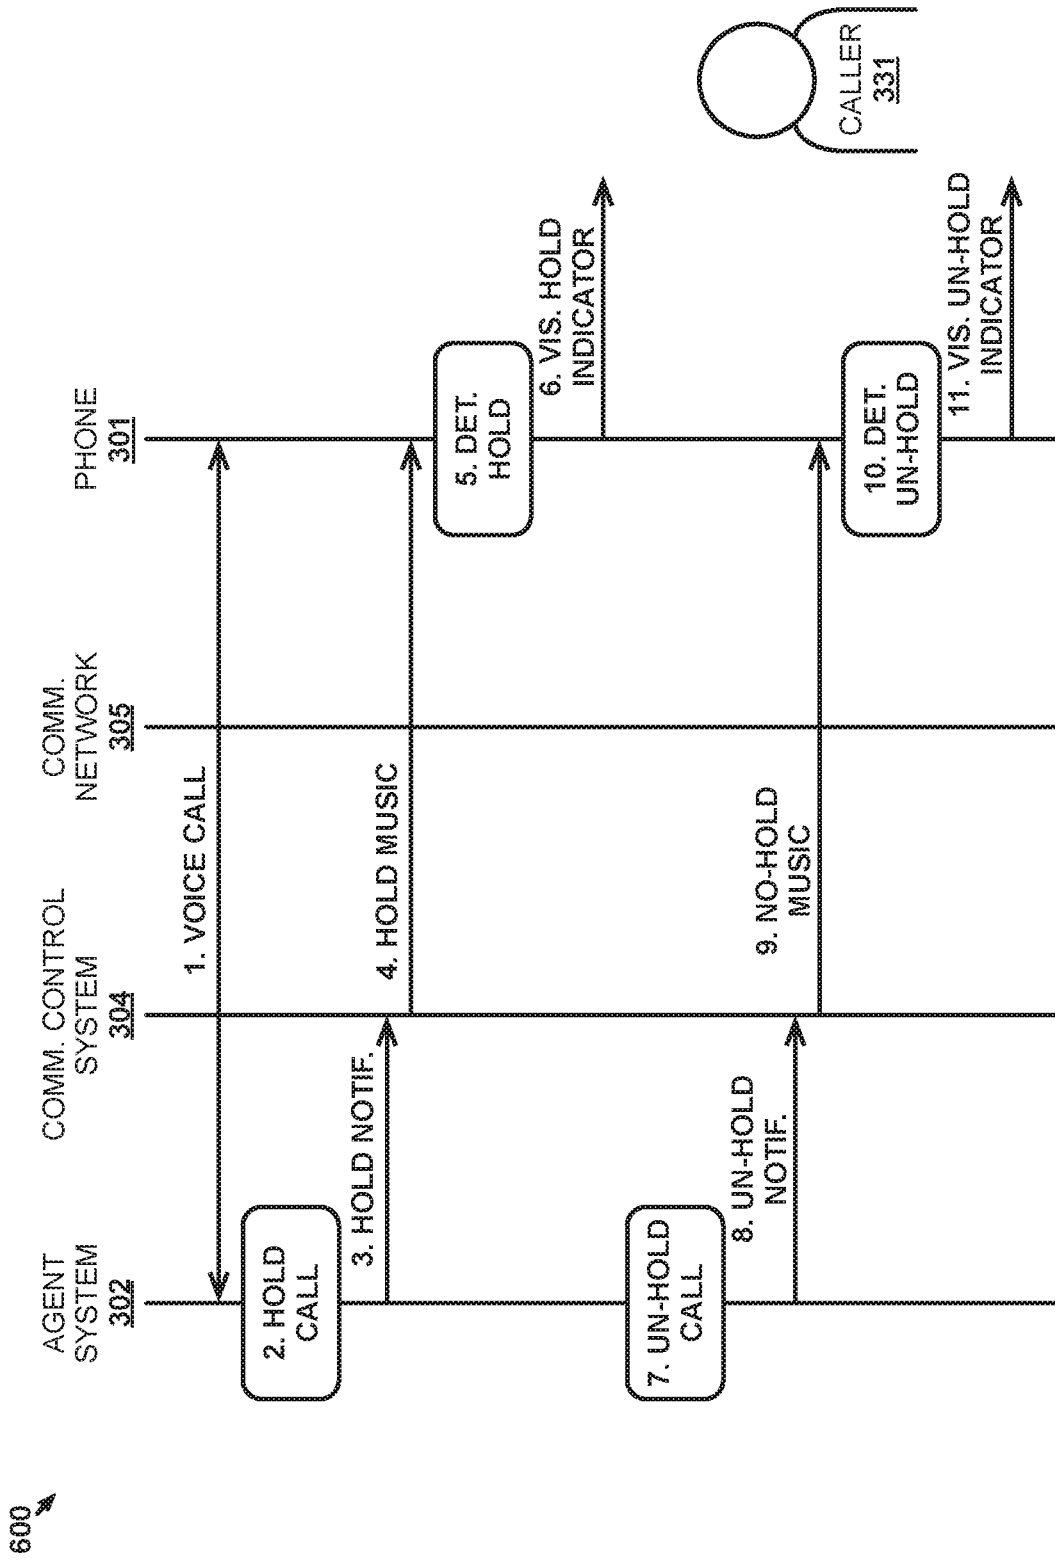 600
AGENT
SYSTEM
302
COMM. CONTROL
SYSTEM
304
COMM.
NETWORK
305
PHONE
301
1. VOICE CALL
2. HOLD
CALL
3. HOLD NOTIF.
4. HOLD MUSIC
5. DET.
HOLD
6. VIS. HOLD
INDICATOR
7. UN-HOLD
CALL
8. UN-HOLD
NOTIF.
9. NO-HOLD
MUSIC
10. DET.
UN-HOLD
11. VIS. UN-HOLD
INDICATOR
CALLER
331